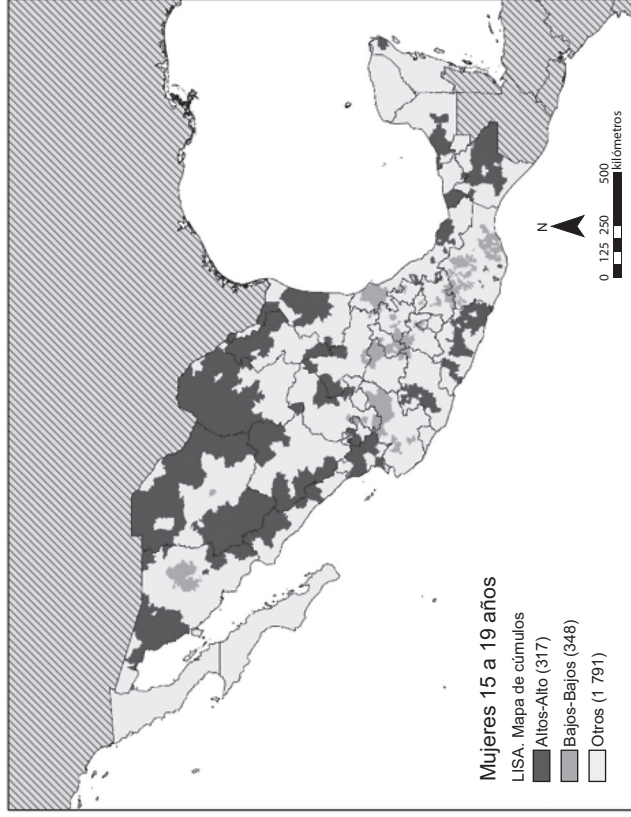 Mujeres 15 a 19 años
LISA. Mapa de cúmulos
Altos-Alto (317)
Bajos-Bajos (348)
Otros (1 791)
N
0 125 250 500
kilómetros